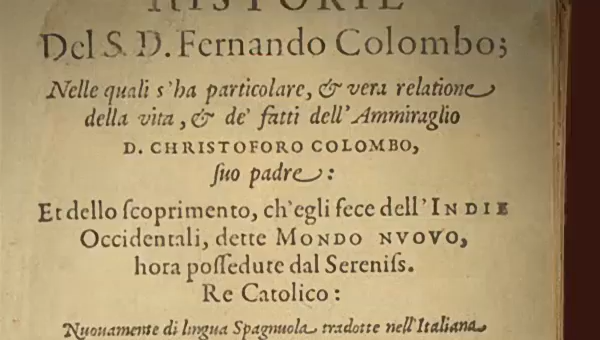 HISTORIE
Del S. D. Fernando Colombo;
Nelle quali s'ha particolare, & vera relatione
della vita, & de' fatti dell'Ammiraglio
D. CHRISTOFORO COLOMBO,
ſuo padre:
Et dello ſcoprimento, ch'egli fece dell'INDIE
Occidentali, dette MONDO NVOVO,
hora poſſedute dal Sereniſs.
Re Catolico:
Nuouamente di lingua Spagnuola tradotte nell'Italiana